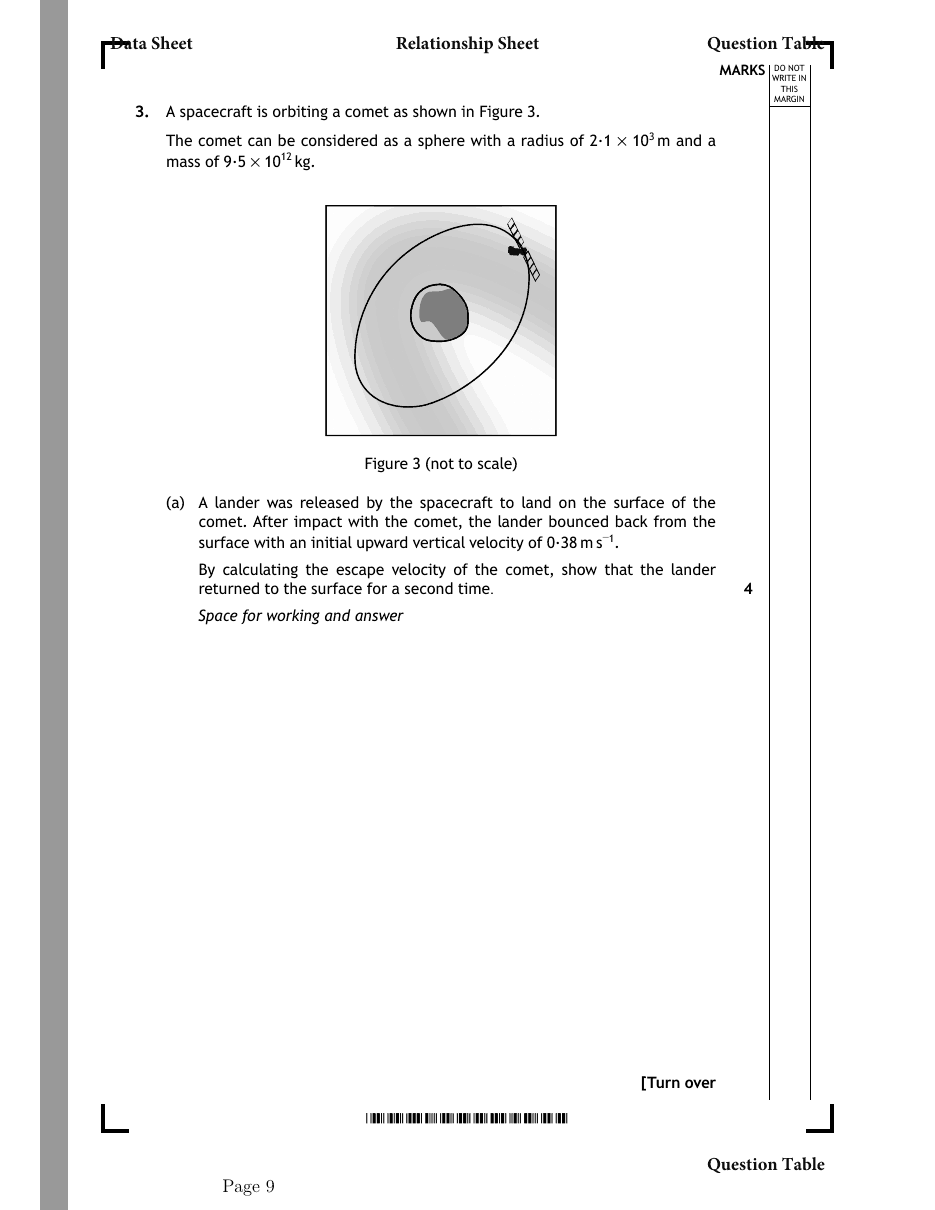 Data Sheet
Relationship Sheet
Question Table
MARKS
DO NOT
WRITE IN
THIS
MARGIN
3. A spacecraft is orbiting a comet as shown in Figure 3.
The comet can be considered as a sphere with a radius of 2·1 × 10³ m and a
mass of 9·5 × 10¹² kg.
Figure 3 (not to scale)
(a) A lander was released by the spacecraft to land on the surface of the
comet. After impact with the comet, the lander bounced back from the
surface with an initial upward vertical velocity of 0·38 m s⁻¹.
By calculating the escape velocity of the comet, show that the lander
returned to the surface for a second time. 4
Space for working and answer
[Turn over
Question Table
Page 9